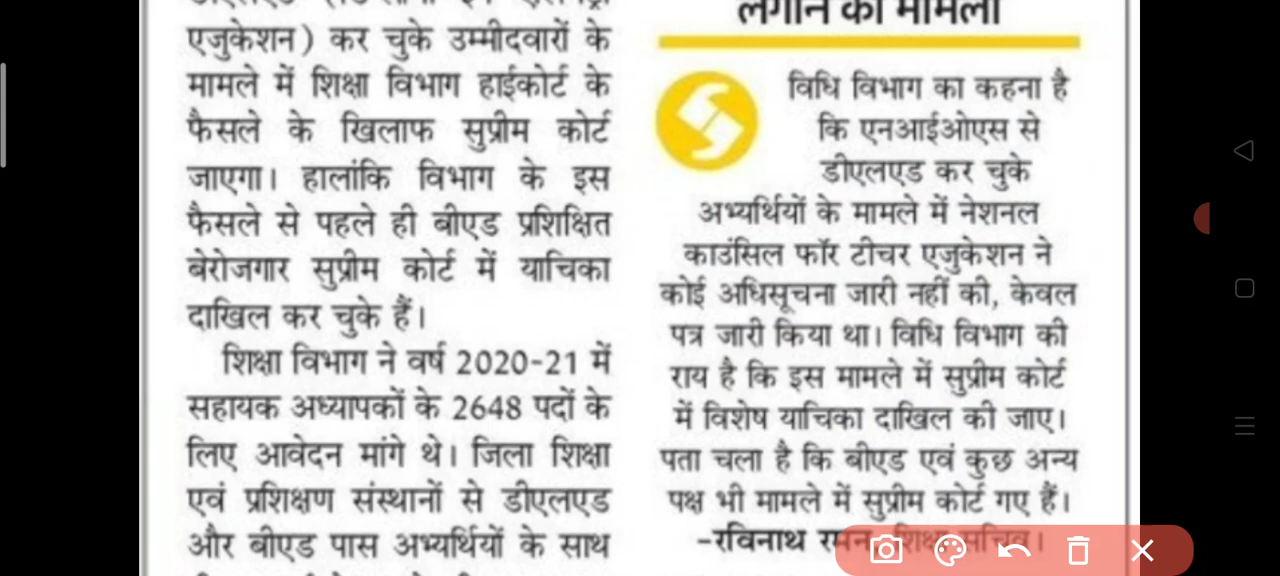 एजुकेशन) कर चुके उम्मीदवारों के
मामले में शिक्षा विभाग हाईकोर्ट के
फैसले के खिलाफ सुप्रीम कोर्ट
जाएगा। हालांकि विभाग के इस
फैसले से पहले ही बीएड प्रशिक्षित
बेरोजगार सुप्रीम कोर्ट में याचिका
दाखिल कर चुके हैं।
शिक्षा विभाग ने वर्ष 2020-21 में
सहायक अध्यापकों के 2648 पदों के
लिए आवेदन मांगे थे। जिला शिक्षा
एवं प्रशिक्षण संस्थानों से डीएलएड
और बीएड पास अभ्यर्थियों के साथ
लगाने का मामला
विधि विभाग का कहना है
कि एनआईओएस से
डीएलएड कर चुके
अभ्यर्थियों के मामले में नेशनल
काउंसिल फॉर टीचर एजुकेशन ने
कोई अधिसूचना जारी नहीं की, केवल
पत्र जारी किया था। विधि विभाग की
राय है कि इस मामले में सुप्रीम कोर्ट
में विशेष याचिका दाखिल की जाए।
पता चला है कि बीएड एवं कुछ अन्य
पक्ष भी मामले में सुप्रीम कोर्ट गए हैं।
-रविनाथ रमन, शिक्षा सचिव।